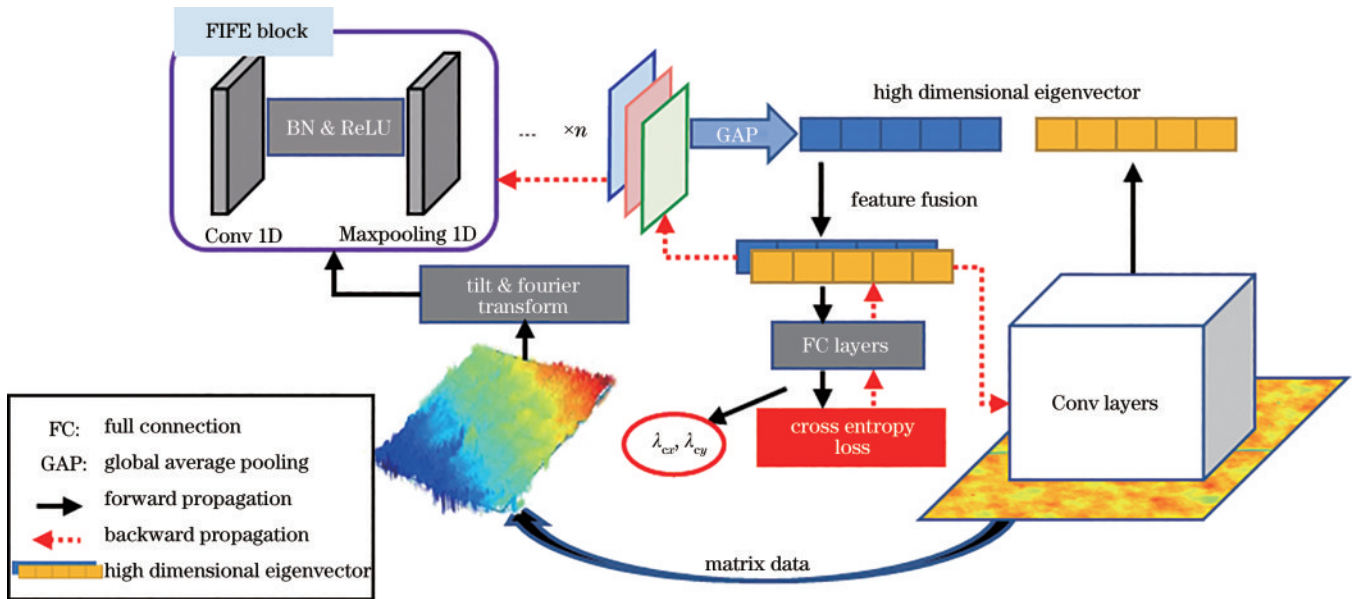 FIFE block
BN & ReLU
Conv 1D
Maxpooling 1D
... ×n
GAP
high dimensional eigenvector
feature fusion
tilt & fourier
transform
FC layers
cross entropy
loss
λcx, λcy
Conv layers
matrix data
FC: full connection
GAP: global average pooling
forward propagation
backward propagation
high dimensional eigenvector